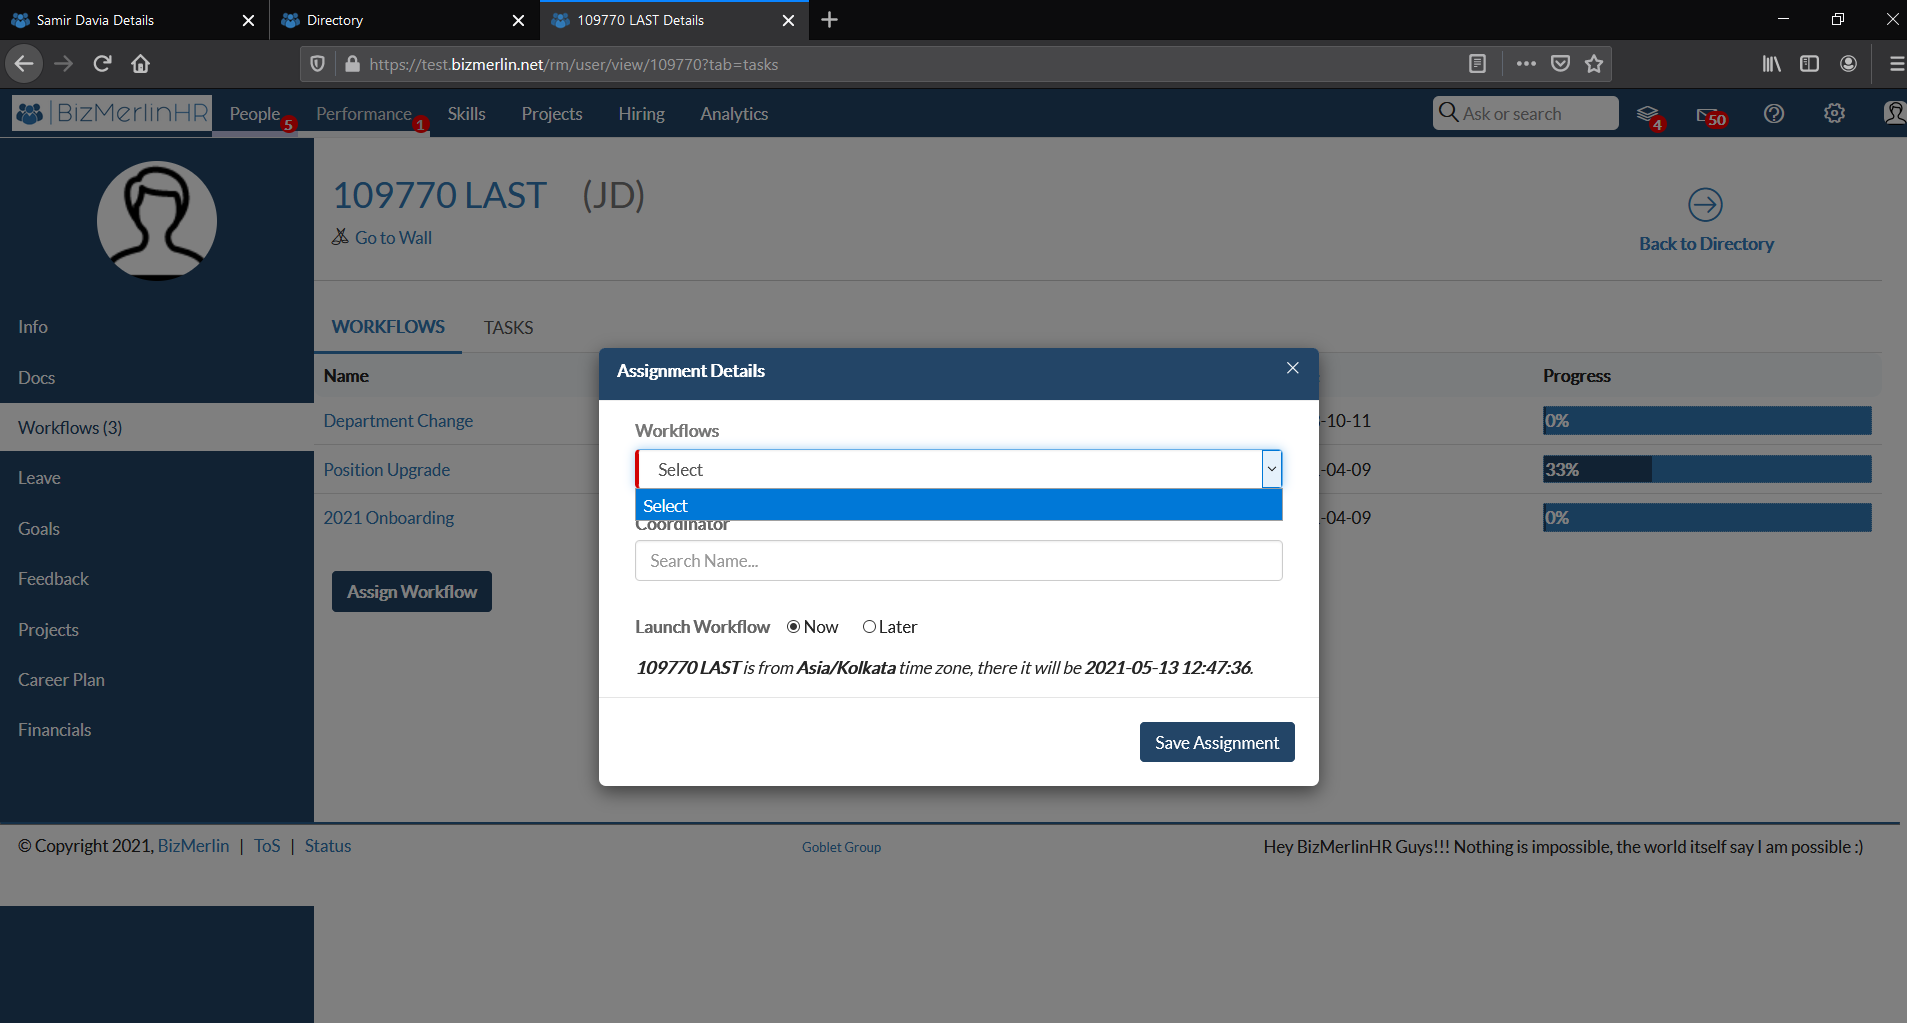 Samir Davia Details
Directory
109770 LAST Details
https://test.bizmerlin.net/rm/user/view/109770?tab=tasks
BizMerlinHR
People 5
Performance 1
Skills
Projects
Hiring
Analytics
Ask or search
4
50
109770 LAST (JD)
Go to Wall
Back to Directory
Info
Docs
Workflows (3)
Leave
Goals
Feedback
Projects
Career Plan
Financials
WORKFLOWS
TASKS
Name
Progress
Department Change
-10-11
0%
Position Upgrade
-04-09
33%
2021 Onboarding
-04-09
0%
Assign Workflow
Assignment Details
Workflows
Select
Select
Coordinator
Search Name...
Launch Workflow Now Later
109770 LAST is from Asia/Kolkata time zone, there it will be 2021-05-13 12:47:36.
Save Assignment
© Copyright 2021, BizMerlin | ToS | Status
Goblet Group
Hey BizMerlinHR Guys!!! Nothing is impossible, the world itself say I am possible :)